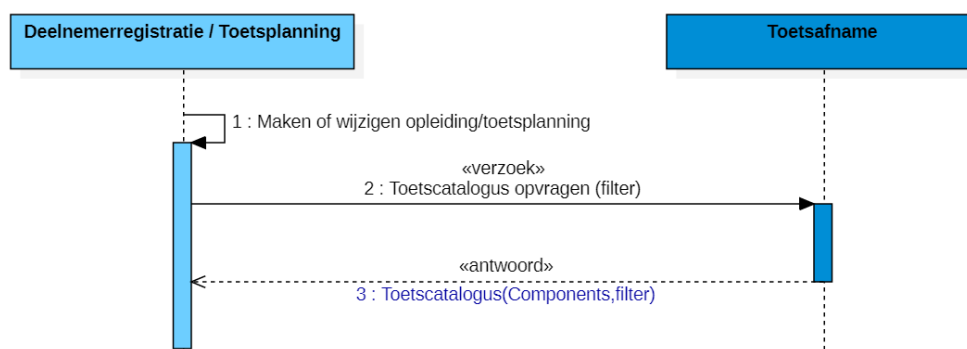 Deelnemerregistratie / Toetsplanning
Toetsafname
1 : Maken of wijzigen opleiding/toetsplanning
«verzoek»
2 : Toetscatalogus opvragen (filter)
«antwoord»
3 : Toetscatalogus(Components,filter)